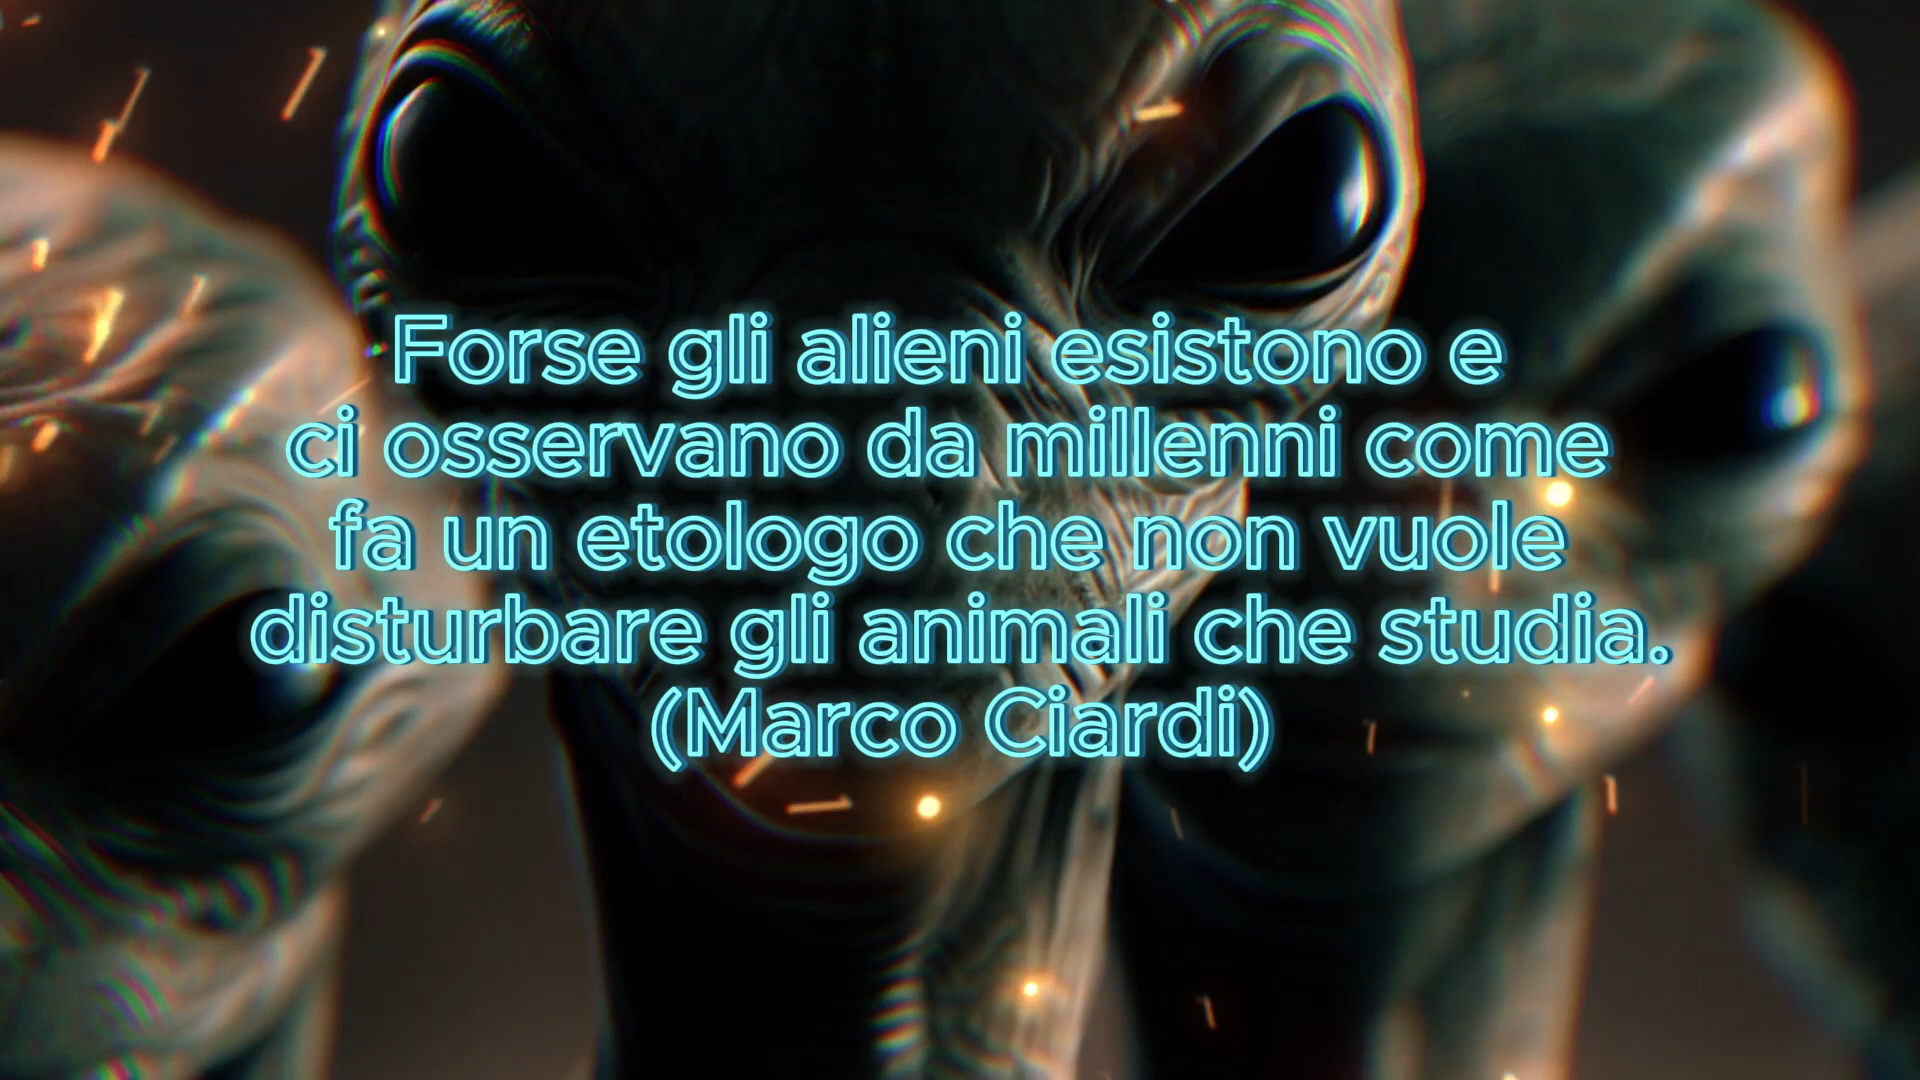 Forse gli alieni esistono e
ci osservano da millenni come
fa un etologo che non vuole
disturbare gli animali che studia.
(Marco Ciardi)